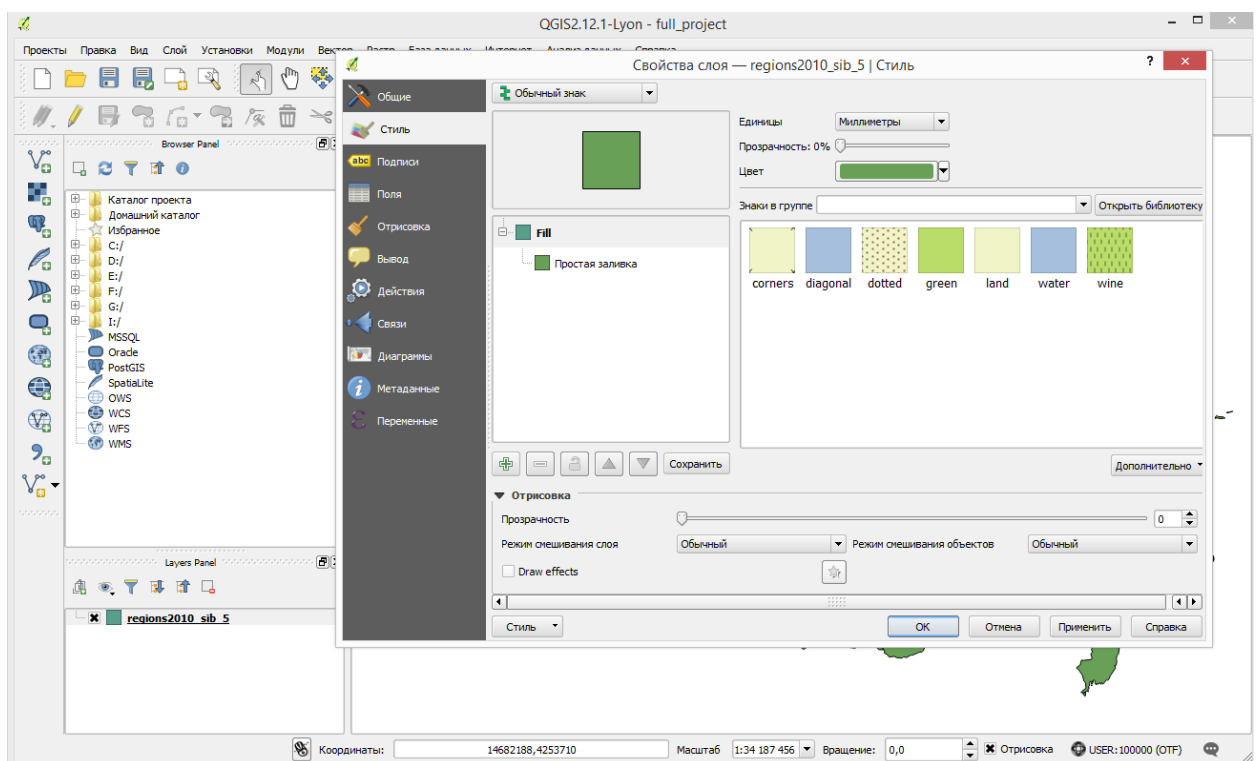 QGIS2.12.1-Lyon - full_project
Проекты Правка Вид Слой Установки Модули
Свойства слоя — regions2010_sib_5 | Стиль
?
Browser Panel
Каталог проекта
Домашний каталог
Избранное
C:/
D:/
E:/
F:/
G:/
I:/
MSSQL
Oracle
PostGIS
SpatiaLite
OWS
WCS
WFS
WMS
Layers Panel
regions2010_sib_5
Общие
Стиль
abc Подписи
Поля
Отрисовка
Вывод
Действия
Связи
Диаграммы
Метаданные
Переменные
Обычный знак
Единицы Миллиметры
Прозрачность: 0%
Цвет
Знаки в группе Открыть библиотеку
Fill
Простая заливка
corners diagonal dotted green land water wine
Сохранить
Дополнительно
Отрисовка
Прозрачность 0
Режим смешивания слоя Обычный Режим смешивания объектов Обычный
Draw effects
Стиль OK Отмена Применить Справка
Координаты: 14682188,4253710 Масштаб 1:34 187 456 Вращение: 0,0 Отрисовка USER:100000 (OTF)